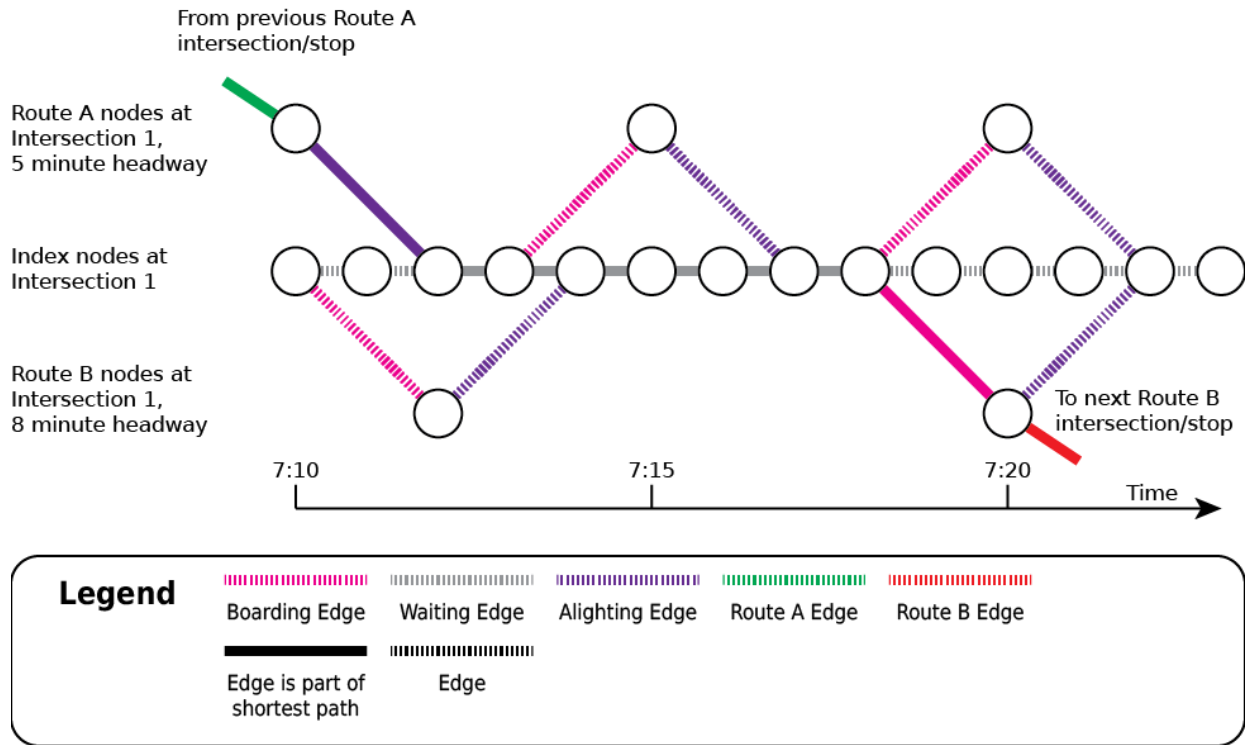 From previous Route A
intersection/stop
Route A nodes at
Intersection 1,
5 minute headway
Index nodes at
Intersection 1
Route B nodes at
Intersection 1,
8 minute headway
To next Route B
intersection/stop
7:10
7:15
7:20
Time
Legend
Boarding Edge
Waiting Edge
Alighting Edge
Route A Edge
Route B Edge
Edge is part of
shortest path
Edge